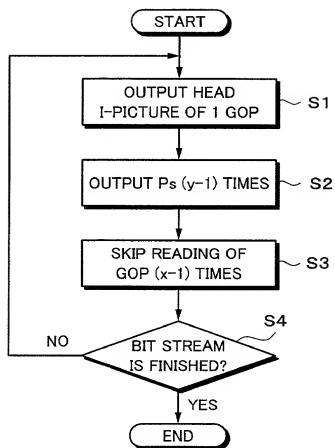 START
OUTPUT HEAD
I-PICTURE OF 1 GOP
S1
OUTPUT Ps (y-1) TIMES
S2
SKIP READING OF
GOP (x-1) TIMES
S3
S4
BIT STREAM
IS FINISHED?
NO
YES
END